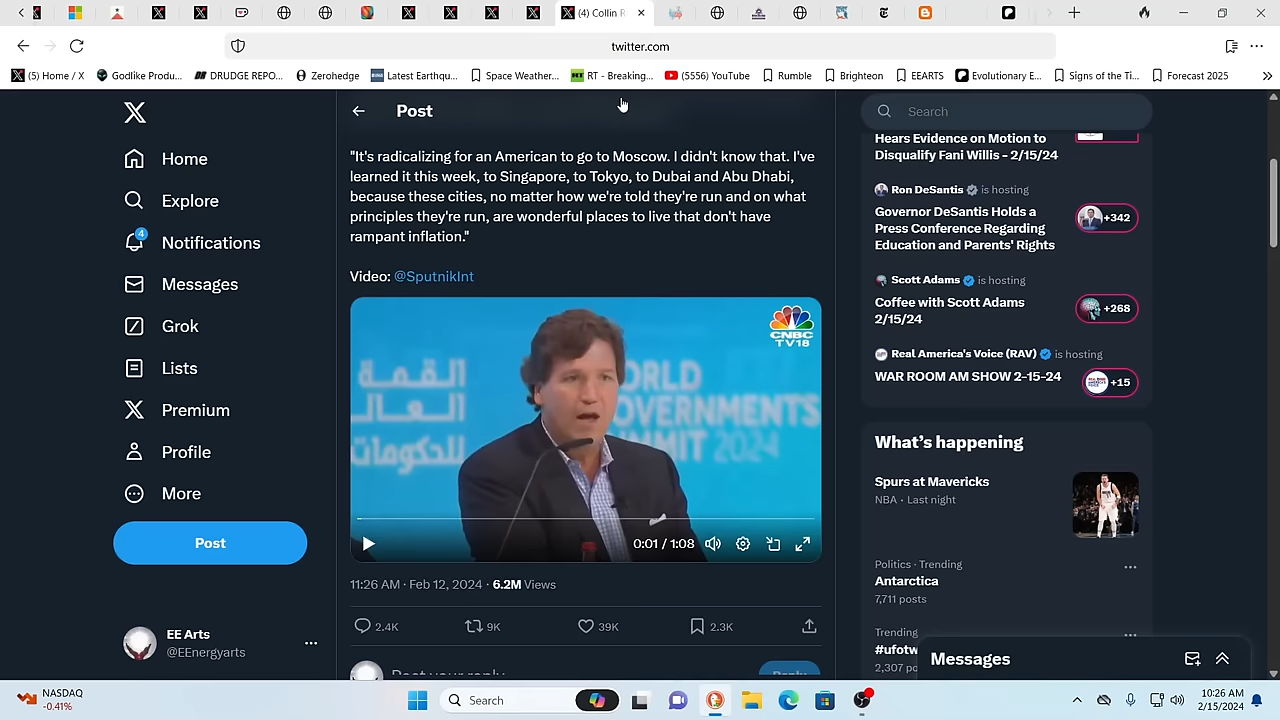 (4) Collin R
twitter.com
(5) Home / X
Godlike Produ...
DRUDGE REPO...
Zerohedge
Latest Earthqu...
Space Weather...
RT - Breaking...
(5556) YouTube
Rumble
Brighteon
EEARTS
Evolutionary E...
Signs of the Ti...
Forecast 2025
Home
Explore
4
Notifications
Messages
Grok
Lists
Premium
Profile
More
Post
EE Arts
@EEnergyarts
Post
"It's radicalizing for an American to go to Moscow. I didn't know that. I've
learned it this week, to Singapore, to Tokyo, to Dubai and Abu Dhabi,
because these cities, no matter how we're told they're run and on what
principles they're run, are wonderful places to live that don't have
rampant inflation."
Video: @SputnikInt
CNBC
TV18
القمة
العالمية
للحكومات
WORLD
GOVERNMENTS
SUMMIT 2024
0:01 / 1:08
11:26 AM · Feb 12, 2024 · 6.2M Views
2.4K
9K
39K
2.3K
Post your reply
Reply
Search
Hears Evidence on Motion to
Disqualify Fani Willis - 2/15/24
Ron DeSantis is hosting
Governor DeSantis Holds a
Press Conference Regarding
Education and Parents' Rights
+342
Scott Adams is hosting
Coffee with Scott Adams
2/15/24
+268
Real America's Voice (RAV) is hosting
WAR ROOM AM SHOW 2-15-24
+15
What's happening
Spurs at Mavericks
NBA · Last night
Politics · Trending
Antarctica
7,711 posts
Trending
#ufotw
2,307 po
Messages
NASDAQ
-0.41%
Search
10:26 AM
2/15/2024